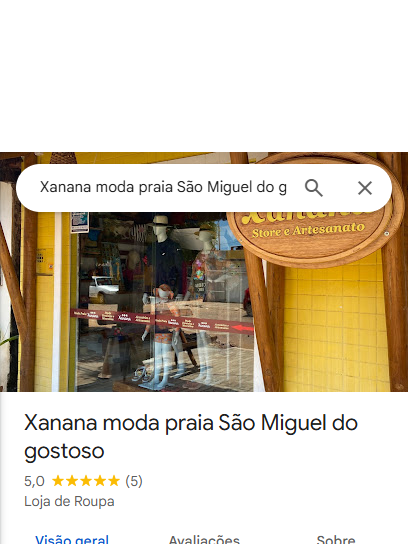 Xanana moda praia São Miguel do g
Xanana
Store e Artesanato
Xanana moda praia São Miguel do
gostoso
5,0 (5)
Loja de Roupa
Visão geral Avaliações Sobre